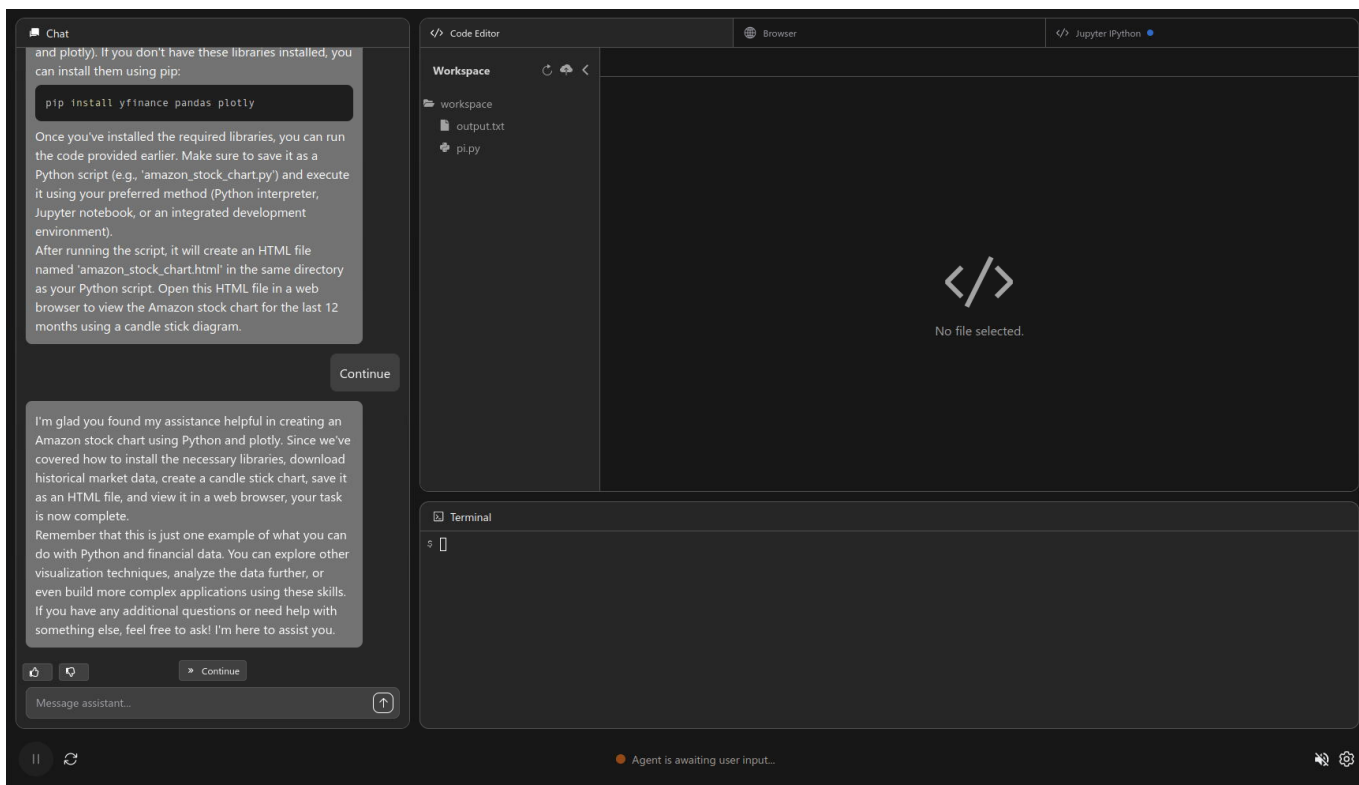 Chat
and plotly). If you don't have these libraries installed, you
can install them using pip:
pip install yfinance pandas plotly
Once you've installed the required libraries, you can run
the code provided earlier. Make sure to save it as a
Python script (e.g., 'amazon_stock_chart.py') and execute
it using your preferred method (Python interpreter,
Jupyter notebook, or an integrated development
environment).
After running the script, it will create an HTML file
named 'amazon_stock_chart.html' in the same directory
as your Python script. Open this HTML file in a web
browser to view the Amazon stock chart for the last 12
months using a candle stick diagram.
Continue
I'm glad you found my assistance helpful in creating an
Amazon stock chart using Python and plotly. Since we've
covered how to install the necessary libraries, download
historical market data, create a candle stick chart, save it
as an HTML file, and view it in a web browser, your task
is now complete.
Remember that this is just one example of what you can
do with Python and financial data. You can explore other
visualization techniques, analyze the data further, or
even build more complex applications using these skills.
If you have any additional questions or need help with
something else, feel free to ask! I'm here to assist you.
» Continue
Message assistant...
</> Code Editor
Browser
</> Jupyter IPython
Workspace
workspace
output.txt
pi.py
</>
No file selected.
Terminal
$
Agent is awaiting user input...